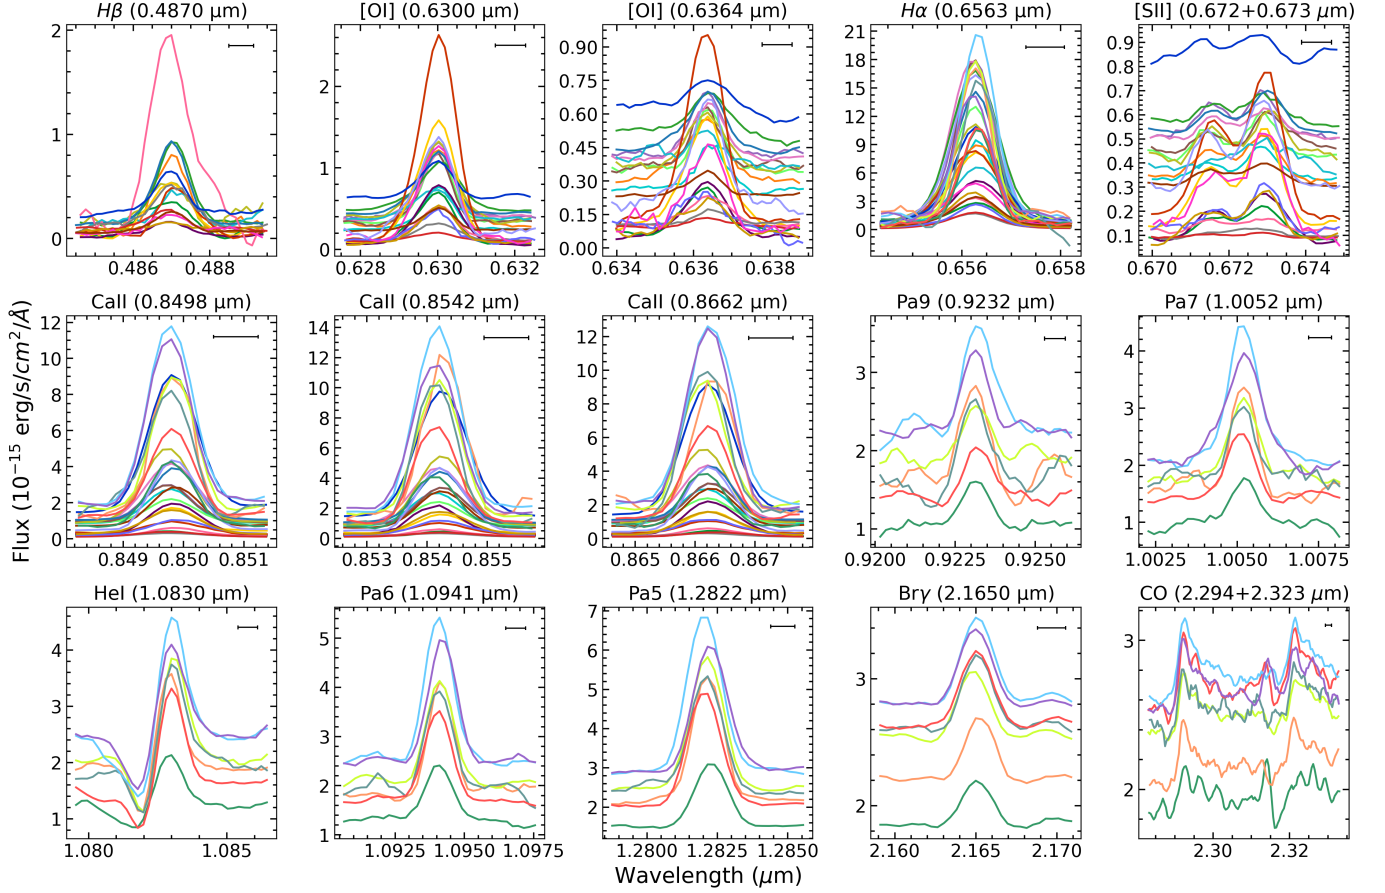 Hβ (0.4870 μm) [OI] (0.6300 μm) [OI] (0.6364 μm) Hα (0.6563 μm) [SII] (0.672+0.673 μm)
2 1 0
2 1 0
0.90 0.75 0.60 0.45 0.30 0.15 0.00
21 18 15 12 9 6 3 0
0.9 0.8 0.7 0.6 0.5 0.4 0.3 0.2 0.1
0.486 0.488 0.628 0.630 0.632 0.634 0.636 0.638 0.656 0.658 0.670 0.672 0.674
CaII (0.8498 μm) CaII (0.8542 μm) CaII (0.8662 μm) Pa9 (0.9232 μm) Pa7 (1.0052 μm)
Flux (10⁻¹⁵ erg/s/cm²/Å)
12 10 8 6 4 2 0
14 12 10 8 6 4 2 0
12 10 8 6 4 2 0
3 2 1
4 3 2 1
0.849 0.850 0.851 0.853 0.854 0.855 0.865 0.866 0.867 0.9200 0.9225 0.9250 1.0025 1.0050 1.0075
HeI (1.0830 μm) Pa6 (1.0941 μm) Pa5 (1.2822 μm) Brγ (2.1650 μm) CO (2.294+2.323 μm)
4 3 2 1
5 4 3 2 1
7 6 5 4 3 2
3 2
3 2
1.080 1.085 1.0925 1.0950 1.0975 1.2800 1.2825 1.2855 2.160 2.165 2.170 2.30 2.32
Wavelength (μm)